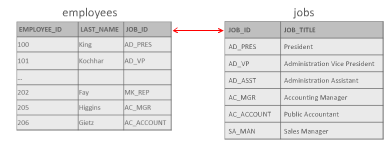 employees
EMPLOYEE_ID LAST_NAME JOB_ID
100 King AD_PRES
101 Kochhar AD_VP
...
202 Fay MK_REP
205 Higgins AC_MGR
206 Gietz AC_ACCOUNT
jobs
JOB_ID JOB_TITLE
AD_PRES President
AD_VP Administration Vice President
AD_ASST Administration Assistant
AC_MGR Accounting Manager
AC_ACCOUNT Public Accountant
SA_MAN Sales Manager